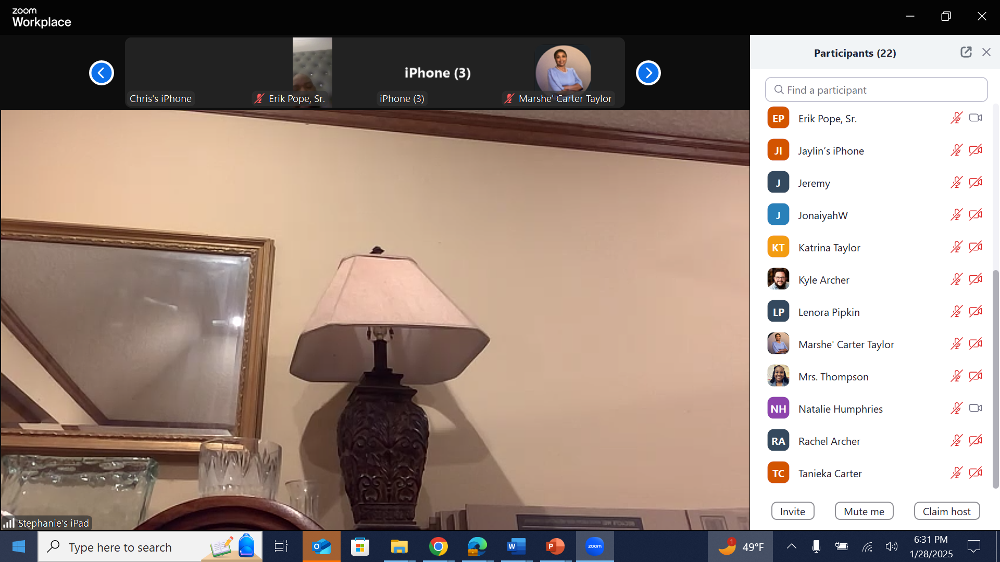 zoom
Workplace
Chris's iPhone
Erik Pope, Sr.
iPhone (3)
iPhone (3)
Marshe' Carter Taylor
Stephanie's iPad
Participants (22)
Find a participant
EP Erik Pope, Sr.
JI Jaylin’s iPhone
J Jeremy
J JonaiyahW
KT Katrina Taylor
Kyle Archer
LP Lenora Pipkin
Marshe' Carter Taylor
Mrs. Thompson
NH Natalie Humphries
RA Rachel Archer
TC Tanieka Carter
Invite Mute me Claim host
Type here to search
zoom
1 49°F
6:31 PM
1/28/2025